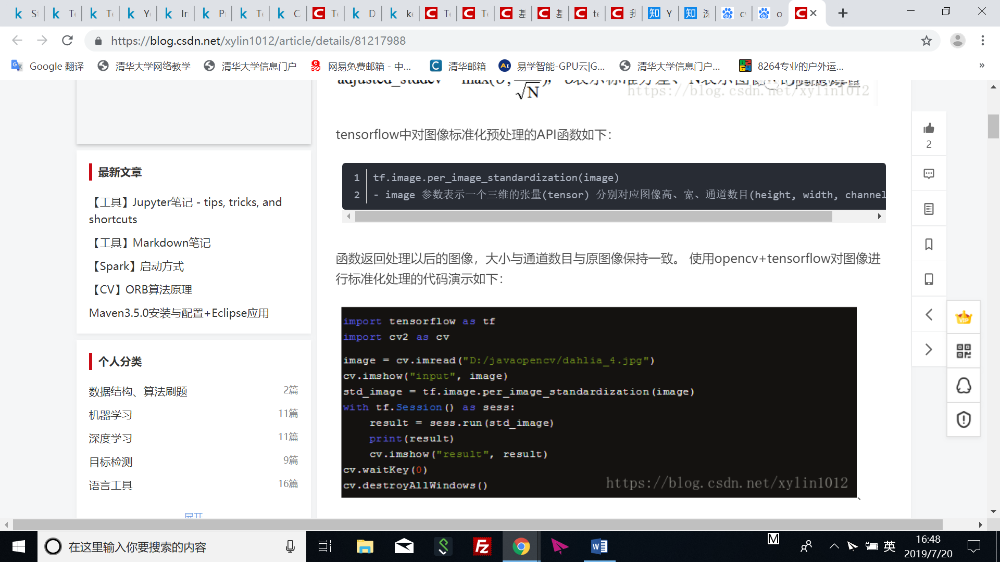 https://blog.csdn.net/xylin1012/article/details/81217988
Google 翻译
清华大学网络教学
清华大学信息门户
网易免费邮箱 - 中...
清华邮箱
易学智能-GPU云|G...
清华大学信息门户...
8264专业的户外运...
»
√N
https://blog.csdn.net/xylin1012
tensorflow中对图像标准化预处理的API函数如下：
1 tf.image.per_image_standardization(image)
2 - image 参数表示一个三维的张量(tensor) 分别对应图像高、宽、通道数目(height, width, channel
函数返回处理以后的图像，大小与通道数目与原图像保持一致。 使用opencv+tensorflow对图像进
行标准化处理的代码演示如下：
import tensorflow as tf
import cv2 as cv
image = cv.imread("D:/javaopencv/dahlia_4.jpg")
cv.imshow("input", image)
std_image = tf.image.per_image_standardization(image)
with tf.Session() as sess:
result = sess.run(std_image)
print(result)
cv.imshow("result", result)
cv.waitKey(0)
cv.destroyAllWindows()
https://blog.csdn.net/xylin1012
最新文章
【工具】Jupyter笔记 - tips, tricks, and
shortcuts
【工具】Markdown笔记
【Spark】启动方式
【CV】ORB算法原理
Maven3.5.0安装与配置+Eclipse应用
个人分类
数据结构、算法刷题 2篇
机器学习 11篇
深度学习 11篇
目标检测 9篇
语言工具 16篇
展开
2
VIP
在这里输入你要搜索的内容
英
16:48
2019/7/20